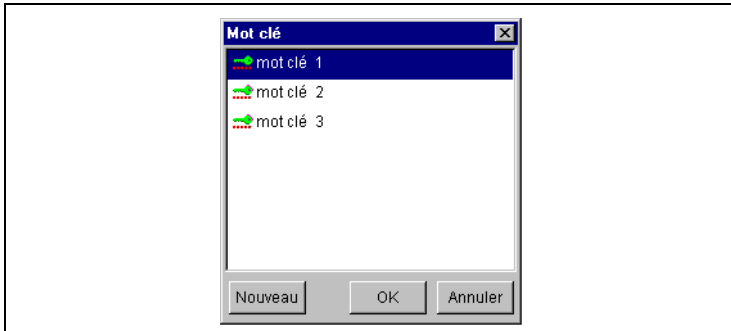 Mot clé
mot clé 1
mot clé 2
mot clé 3
Nouveau OK Annuler